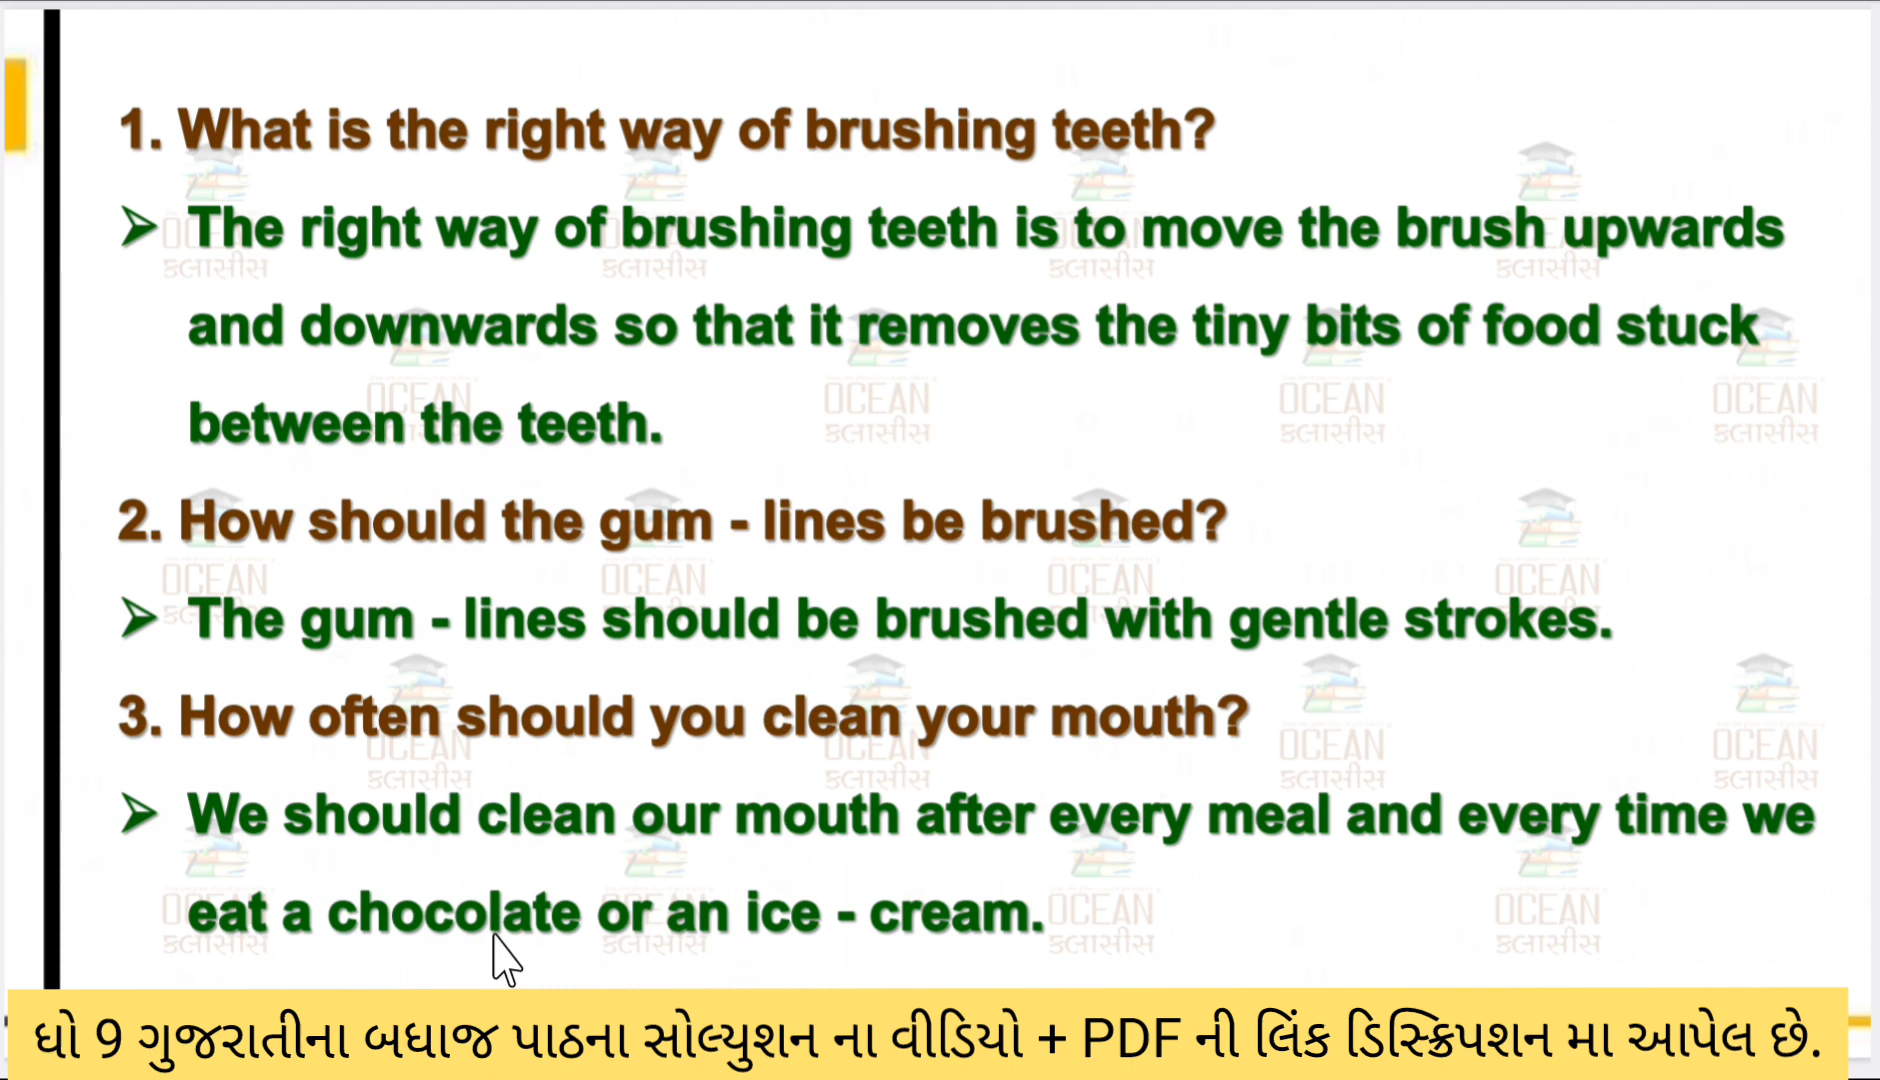 1. What is the right way of brushing teeth?
➢ The right way of brushing teeth is to move the brush upwards
and downwards so that it removes the tiny bits of food stuck
between the teeth.
2. How should the gum - lines be brushed?
➢ The gum - lines should be brushed with gentle strokes.
3. How often should you clean your mouth?
➢ We should clean our mouth after every meal and every time we
eat a chocolate or an ice - cream.
OCEAN
ક્લાસીસ
ધો 9 ગુજરાતીના બધાજ પાઠના સોલ્યુશન ના વીડિયો + PDF ની લિંક ડિસ્ક્રિપશન મા આપેલ છે.